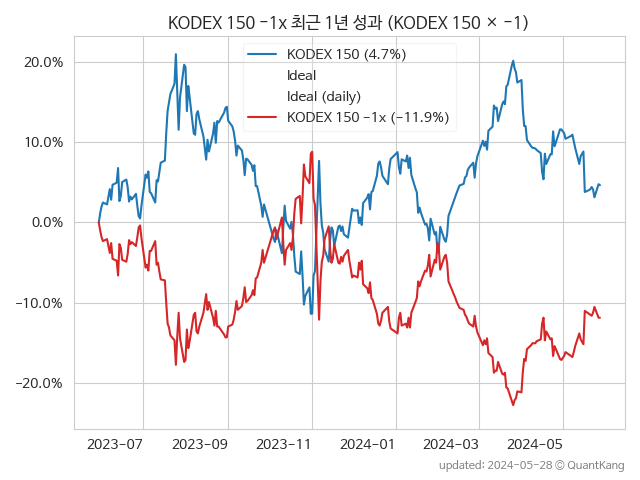 KODEX 150 −1x 최근 1년 성과 (KODEX 150 × −1)
KODEX 150 (4.7%)
Ideal
Ideal (daily)
KODEX 150 −1x (−11.9%)
20.0%
10.0%
0.0%
−10.0%
−20.0%
2023-07 2023-09 2023-11 2024-01 2024-03 2024-05
updated: 2024-05-28 © QuantKang